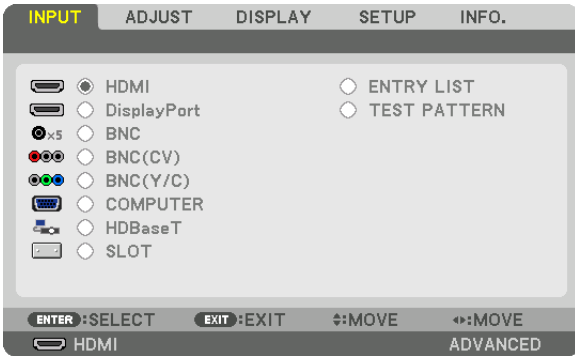 INPUT ADJUST DISPLAY SETUP INFO.
HDMI ENTRY LIST
DisplayPort TEST PATTERN
×5 BNC
BNC(CV)
BNC(Y/C)
COMPUTER
HDBaseT
SLOT
ENTER :SELECT EXIT :EXIT :MOVE :MOVE
HDMI ADVANCED